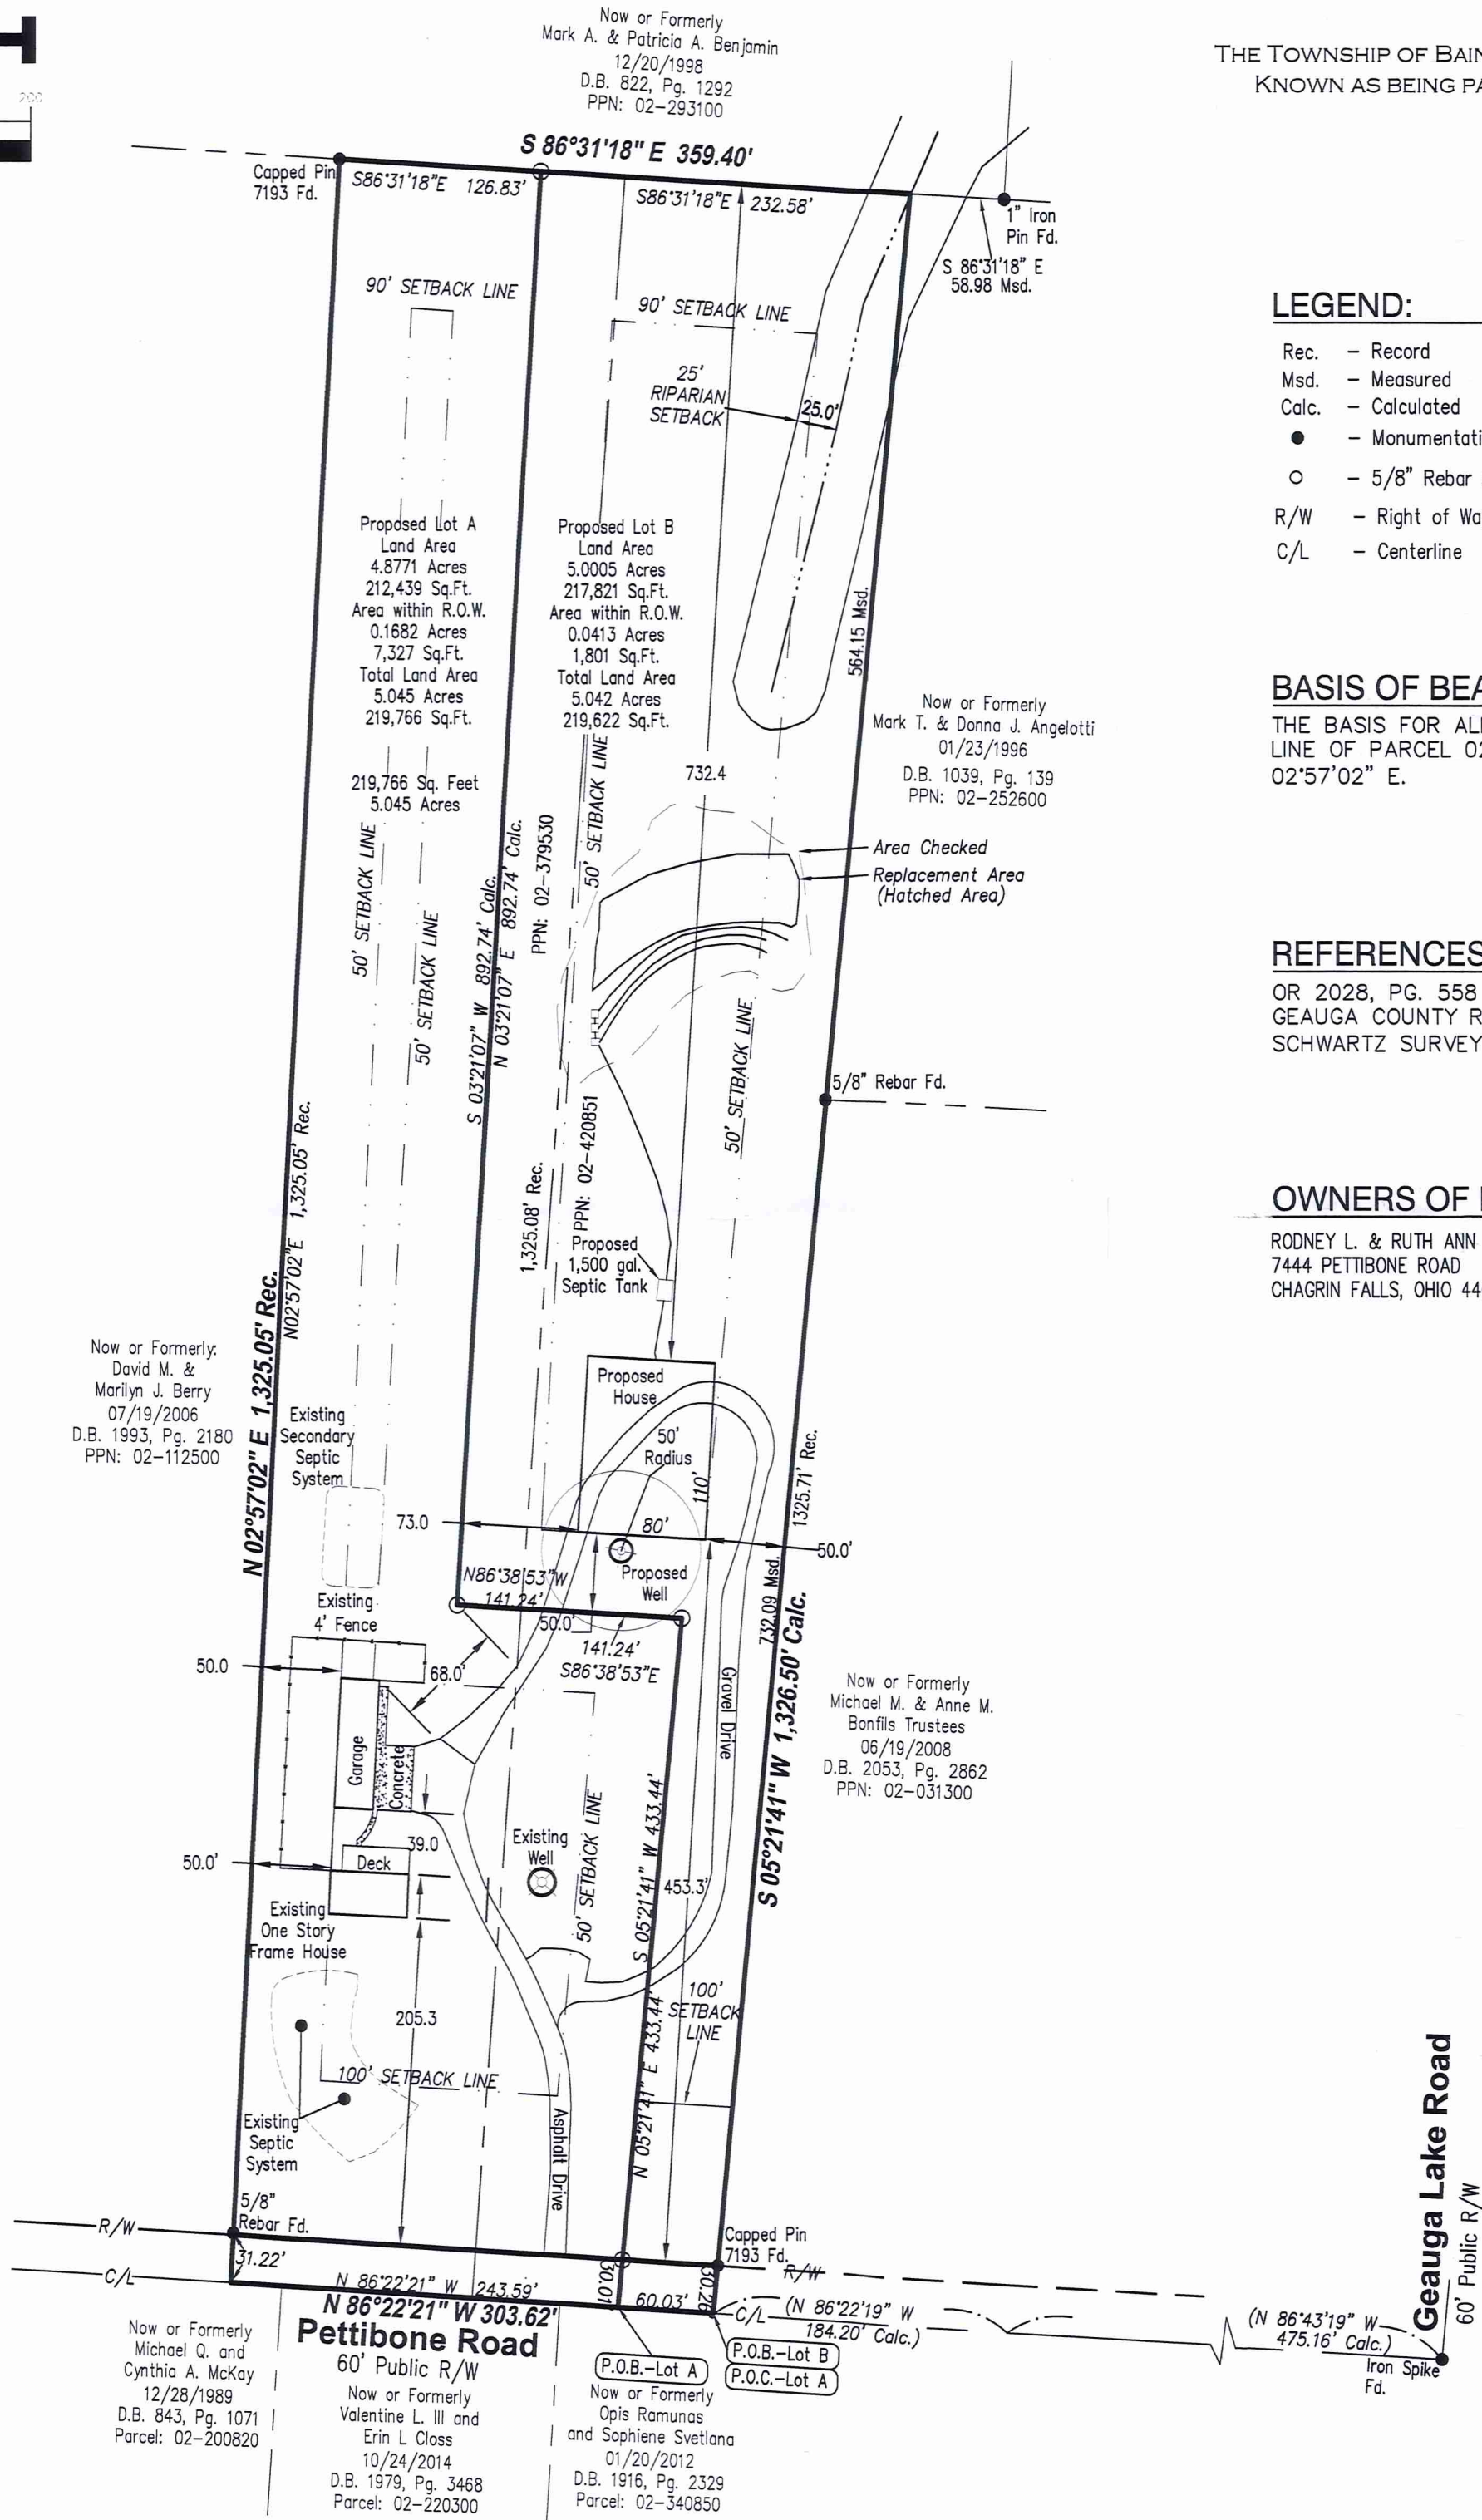 200
Now or Formerly
Mark A. & Patricia A. Benjamin
12/20/1998
D.B. 822, Pg. 1292
PPN: 02-293100
THE TOWNSHIP OF BAIN
KNOWN AS BEING PA
S 86°31'18" E 359.40'
Capped Pin
7193 Fd.
S86°31'18"E 126.83'
S86°31'18"E 232.58'
1" Iron
Pin Fd.
S 86°31'18" E
58.98 Msd.
90' SETBACK LINE
90' SETBACK LINE
25'
RIPARIAN
SETBACK
25.0'
LEGEND:
Rec. – Record
Msd. – Measured
Calc. – Calculated
● – Monumentati
○ – 5/8" Rebar
R/W – Right of Wa
C/L – Centerline
Proposed Lot A
Land Area
4.8771 Acres
212,439 Sq.Ft.
Area within R.O.W.
0.1682 Acres
7,327 Sq.Ft.
Total Land Area
5.045 Acres
219,766 Sq.Ft.
219,766 Sq. Feet
5.045 Acres
Proposed Lot B
Land Area
5.0005 Acres
217,821 Sq.Ft.
Area within R.O.W.
0.0413 Acres
1,801 Sq.Ft.
Total Land Area
5.042 Acres
219,622 Sq.Ft.
564.15 Msd.
732.4
Now or Formerly
Mark T. & Donna J. Angelotti
01/23/1996
D.B. 1039, Pg. 139
PPN: 02-252600
BASIS OF BEA
THE BASIS FOR ALL
LINE OF PARCEL 02
02°57'02" E.
Area Checked
Replacement Area
(Hatched Area)
50' SETBACK LINE
50' SETBACK LINE
50' SETBACK LINE
50' SETBACK LINE
S 03°21'07" W 892.74' Calc.
N 03°21'07" E 892.74' Calc.
PPN: 02-379530
REFERENCES
OR 2028, PG. 558
GEAUGA COUNTY R
SCHWARTZ SURVEY
5/8" Rebar Fd.
N02°57'02"E 1,325.05' Rec.
N 02°57'02" E 1,325.05' Rec.
1,325.08' Rec.
PPN: 02-420851
Proposed
1,500 gal.
Septic Tank
OWNERS OF
RODNEY L. & RUTH ANN
7444 PETTIBONE ROAD
CHAGRIN FALLS, OHIO 44
Now or Formerly:
David M. &
Marilyn J. Berry
07/19/2006
D.B. 1993, Pg. 2180
PPN: 02-112500
Existing
Secondary
Septic
System
Proposed
House
50'
Radius
110'
80'
1325.71' Rec.
73.0
50.0'
N86°38'53"W
141.24'
Proposed
Well
50.0'
141.24'
S86°38'53"E
732.09 Msd.
S 05°21'41" W 1,326.50' Calc.
Existing
4' Fence
50.0
68.0'
Garage
Concrete
Gravel Drive
Now or Formerly
Michael M. & Anne M.
Bonfils Trustees
06/19/2008
D.B. 2053, Pg. 2862
PPN: 02-031300
50.0'
Deck
39.0
Existing
Well
50' SETBACK LINE
S 05°21'41" W 433.44'
453.3'
Existing
One Story
Frame House
205.3
N 05°21'41" E 433.44'
100'
SETBACK
LINE
100' SETBACK LINE
Existing
Septic
System
Asphalt Drive
Geauga Lake Road
60' Public R/W
5/8"
Rebar Fd.
R/W
31.22'
C/L
Capped Pin
7193 Fd.
R/W
30.01'
30.26'
N 86°22'21" W 243.59'
60.03'
C/L
(N 86°22'19" W
184.20' Calc.)
(N 86°43'19" W
475.16' Calc.)
Iron Spike
Fd.
N 86°22'21" W 303.62'
Pettibone Road
60' Public R/W
P.O.B.-Lot A
P.O.B.-Lot B
P.O.C.-Lot A
Now or Formerly
Michael Q. and
Cynthia A. McKay
12/28/1989
D.B. 843, Pg. 1071
Parcel: 02-200820
Now or Formerly
Valentine L. III and
Erin L Closs
10/24/2014
D.B. 1979, Pg. 3468
Parcel: 02-220300
Now or Formerly
Opis Ramunas
and Sophiene Svetlana
01/20/2012
D.B. 1916, Pg. 2329
Parcel: 02-340850